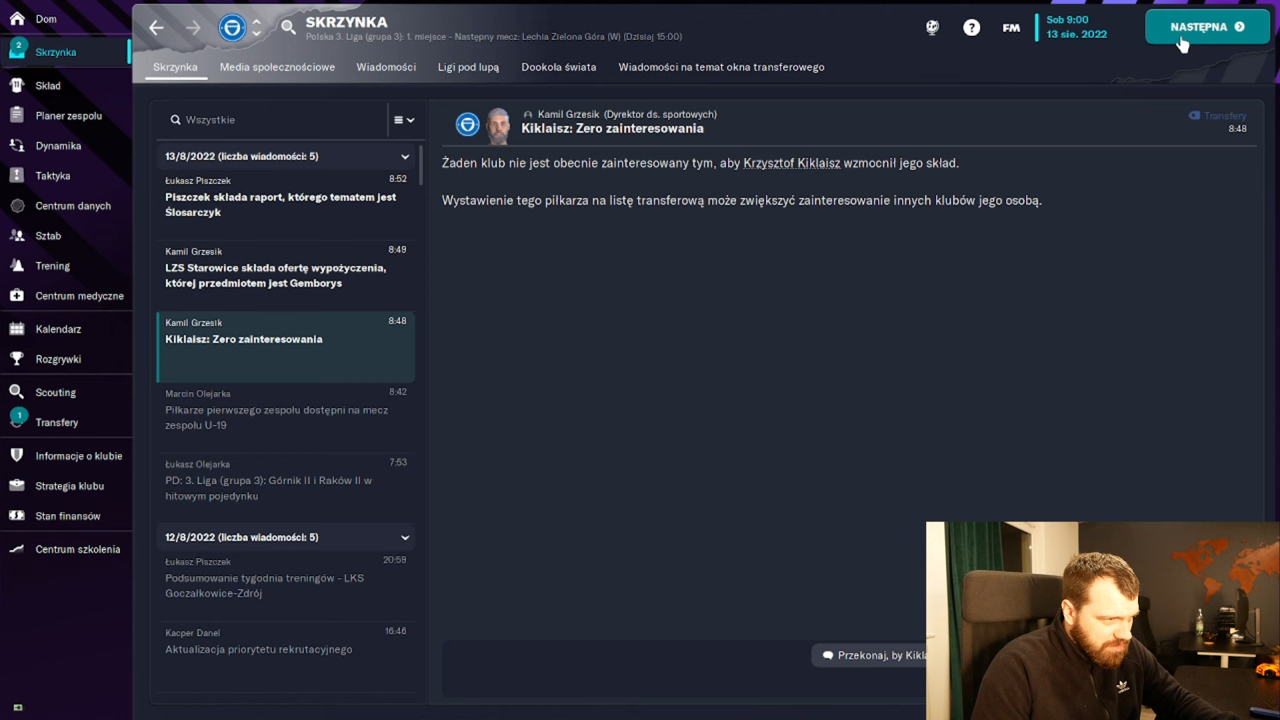 Dom
2
Skrzynka
Skład
Planer zespołu
Dynamika
Taktyka
Centrum danych
Sztab
Trening
Centrum medyczne
Kalendarz
Rozgrywki
Scouting
1
Transfery
Informacje o klubie
Strategia klubu
Stan finansów
Centrum szkolenia
SKRZYNKA
Polska 3. Liga (grupa 3): 1. miejsce - Następny mecz: Lechia Zielona Góra (W) (Dzisiaj 15:00)
?
FM
Sob 9:00
13 sie. 2022
NASTĘPNA
Skrzynka
Media społecznościowe
Wiadomości
Ligi pod lupą
Dookoła świata
Wiadomości na temat okna transferowego
Wszystkie
13/8/2022 (liczba wiadomości: 5)
Łukasz Piszczek 8:52
Piszczek składa raport, którego tematem jest
Ślosarczyk
Kamil Grzesik 8:49
LZS Starowice składa ofertę wypożyczenia,
której przedmiotem jest Gemborys
Kamil Grzesik 8:48
Kiklaisz: Zero zainteresowania
Marcin Olejarka 8:42
Piłkarze pierwszego zespołu dostępni na mecz
zespołu U-19
Łukasz Olejarka 7:53
PD: 3. Liga (grupa 3): Górnik II i Raków II w
hitowym pojedynku
12/8/2022 (liczba wiadomości: 5)
Łukasz Piszczek 20:59
Podsumowanie tygodnia treningów - LKS
Goczałkowice-Zdrój
Kacper Danel 16:46
Aktualizacja priorytetu rekrutacyjnego
Kamil Grzesik (Dyrektor ds. sportowych)
Kiklaisz: Zero zainteresowania
Transfery
8:48
Żaden klub nie jest obecnie zainteresowany tym, aby Krzysztof Kiklaisz wzmocnił jego skład.
Wystawienie tego piłkarza na listę transferową może zwiększyć zainteresowanie innych klubów jego osobą.
Przekonaj, by Kikla